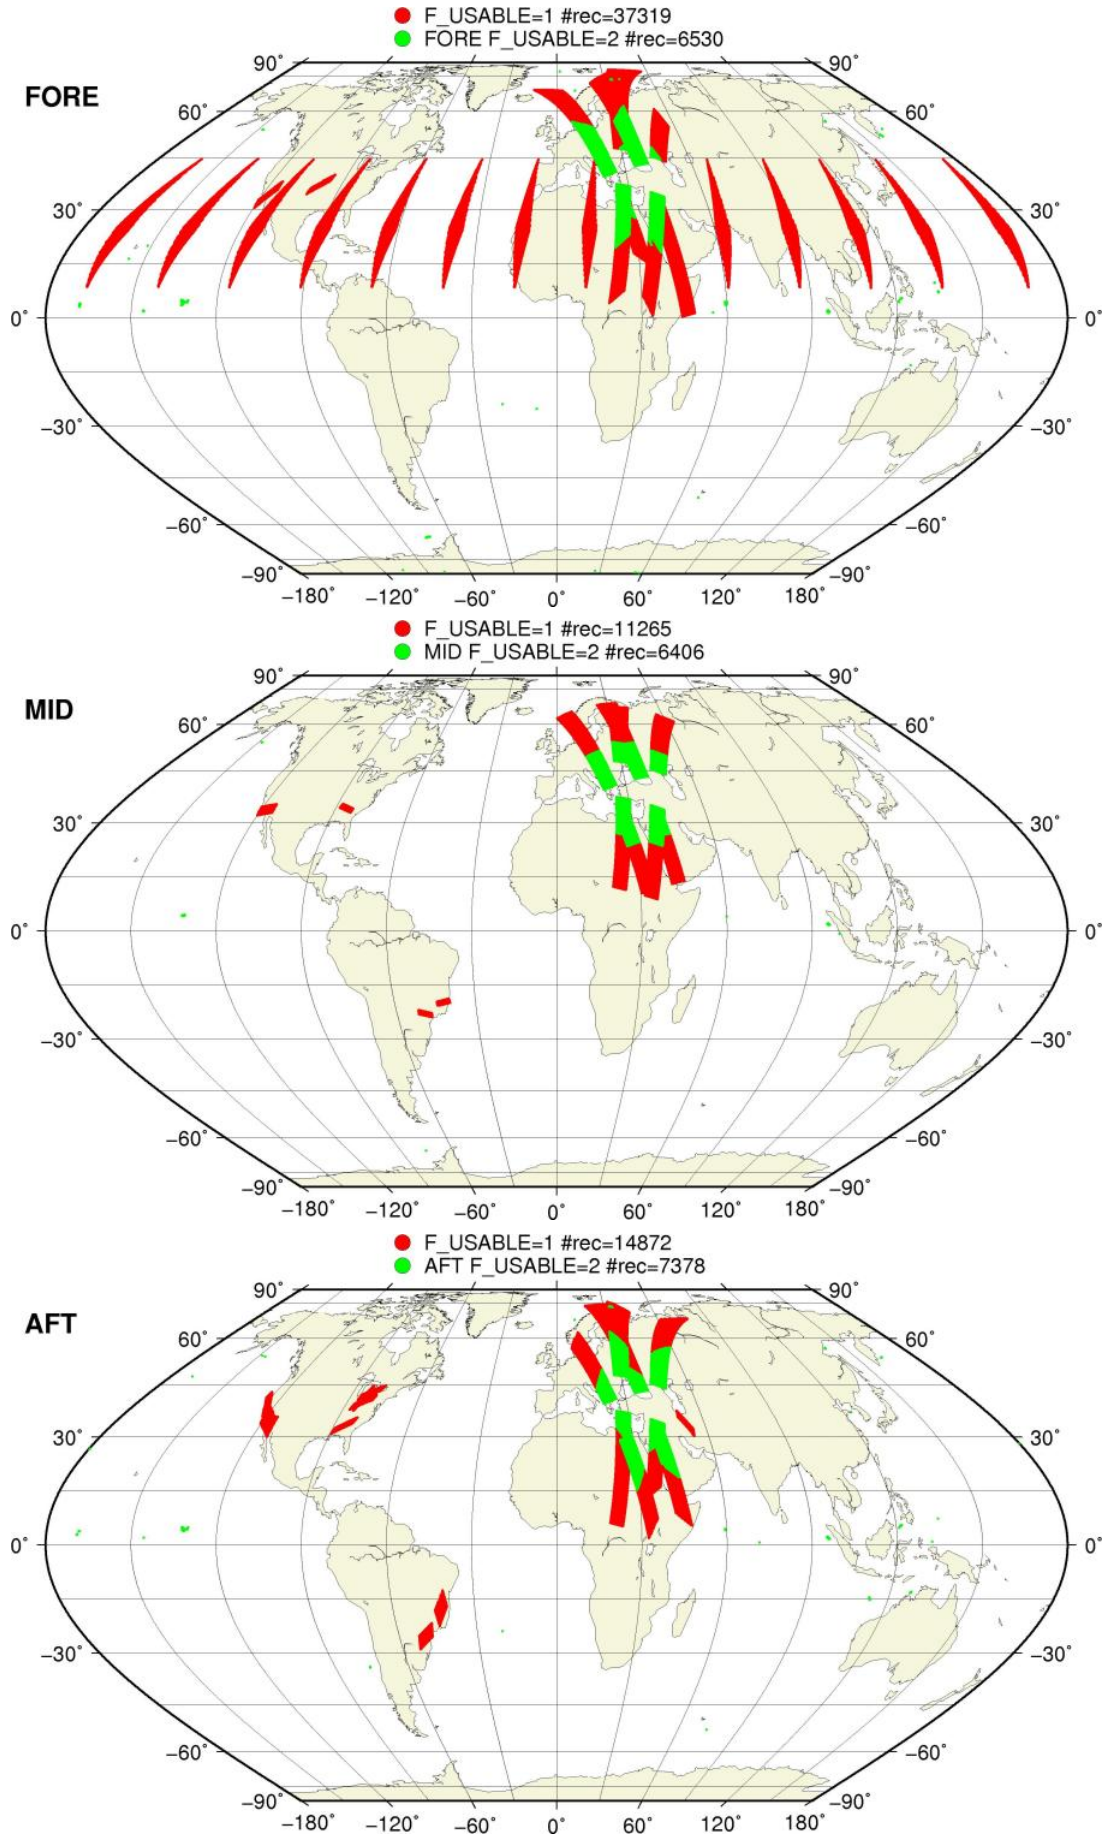 F_USABLE=1 #rec=37319
FORE F_USABLE=2 #rec=6530
FORE
90° 90°
60° 60°
30° 30°
0° 0°
−30° −30°
−60° −60°
−90° −90°
−180° −120° −60° 0° 60° 120° 180°
F_USABLE=1 #rec=11265
MID F_USABLE=2 #rec=6406
MID
90° 90°
60° 60°
30° 30°
0° 0°
−30° −30°
−60° −60°
−90° −90°
−180° −120° −60° 0° 60° 120° 180°
F_USABLE=1 #rec=14872
AFT F_USABLE=2 #rec=7378
AFT
90° 90°
60° 60°
30° 30°
0° 0°
−30° −30°
−60° −60°
−90° −90°
−180° −120° −60° 0° 60° 120° 180°